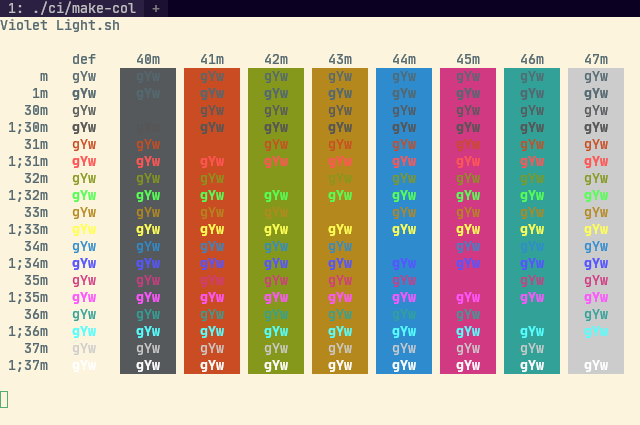 1: ./ci/make-col +
Violet Light.sh
def 40m 41m 42m 43m 44m 45m 46m 47m
m gYw gYw gYw gYw gYw gYw gYw gYw gYw
1m gYw gYw gYw gYw gYw gYw gYw gYw gYw
30m gYw gYw gYw gYw gYw gYw gYw gYw
1;30m gYw gYw gYw gYw gYw gYw gYw gYw
31m gYw gYw gYw gYw gYw gYw gYw gYw
1;31m gYw gYw gYw gYw gYw gYw gYw gYw gYw
32m gYw gYw gYw gYw gYw gYw gYw gYw
1;32m gYw gYw gYw gYw gYw gYw gYw gYw gYw
33m gYw gYw gYw gYw gYw gYw gYw gYw
1;33m gYw gYw gYw gYw gYw gYw gYw gYw gYw
34m gYw gYw gYw gYw gYw gYw gYw gYw
1;34m gYw gYw gYw gYw gYw gYw gYw gYw gYw
35m gYw gYw gYw gYw gYw gYw gYw gYw
1;35m gYw gYw gYw gYw gYw gYw gYw gYw gYw
36m gYw gYw gYw gYw gYw gYw gYw gYw
1;36m gYw gYw gYw gYw gYw gYw gYw gYw gYw
37m gYw gYw gYw gYw gYw gYw gYw gYw
1;37m gYw gYw gYw gYw gYw gYw gYw gYw gYw